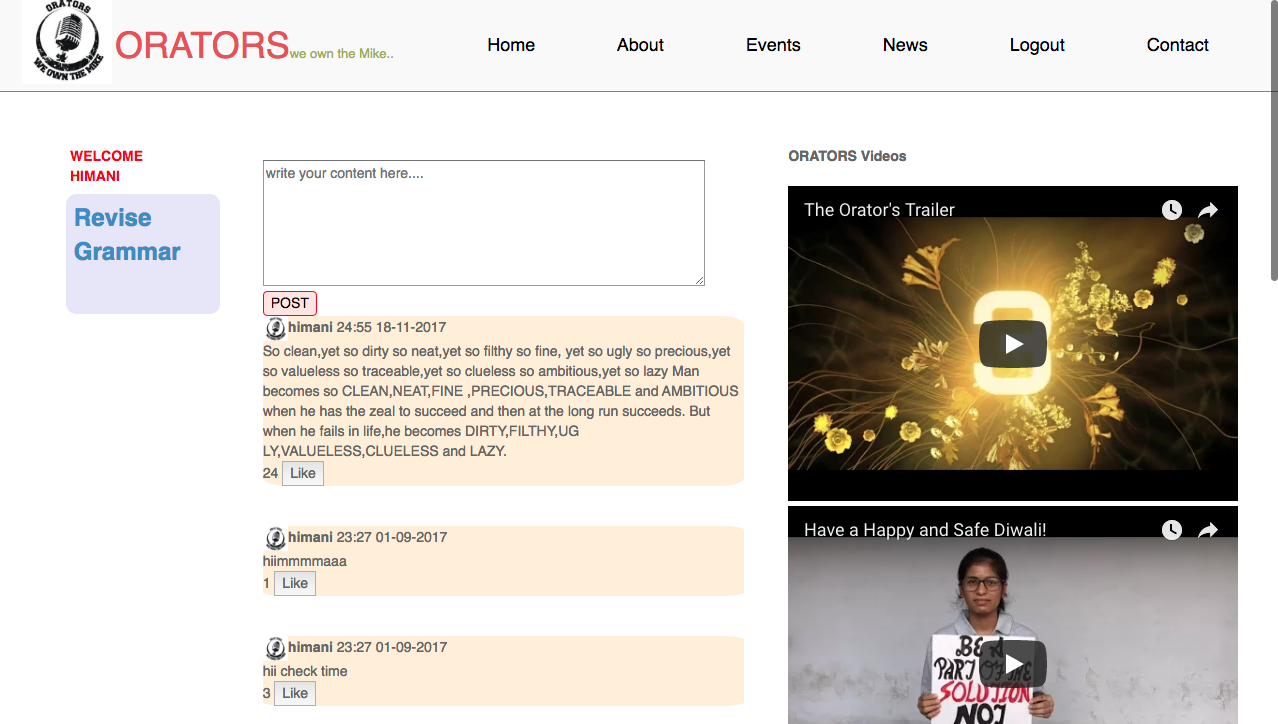 ORATORS
WE OWN THE MIKE
ORATORS we own the Mike..
Home
About
Events
News
Logout
Contact
WELCOME
HIMANI
Revise
Grammar
write your content here....
POST
himani 24:55 18-11-2017
So clean,yet so dirty so neat,yet so filthy so fine, yet so ugly so precious,yet
so valueless so traceable,yet so clueless so ambitious,yet so lazy Man
becomes so CLEAN,NEAT,FINE ,PRECIOUS,TRACEABLE and AMBITIOUS
when he has the zeal to succeed and then at the long run succeeds. But
when he fails in life,he becomes DIRTY,FILTHY,UG
LY,VALUELESS,CLUELESS and LAZY.
24 Like
himani 23:27 01-09-2017
hiimmmmaaa
1 Like
himani 23:27 01-09-2017
hii check time
3 Like
ORATORS Videos
The Orator's Trailer
Have a Happy and Safe Diwali!
BE A
PART OF THE
SOLUTION
NOT